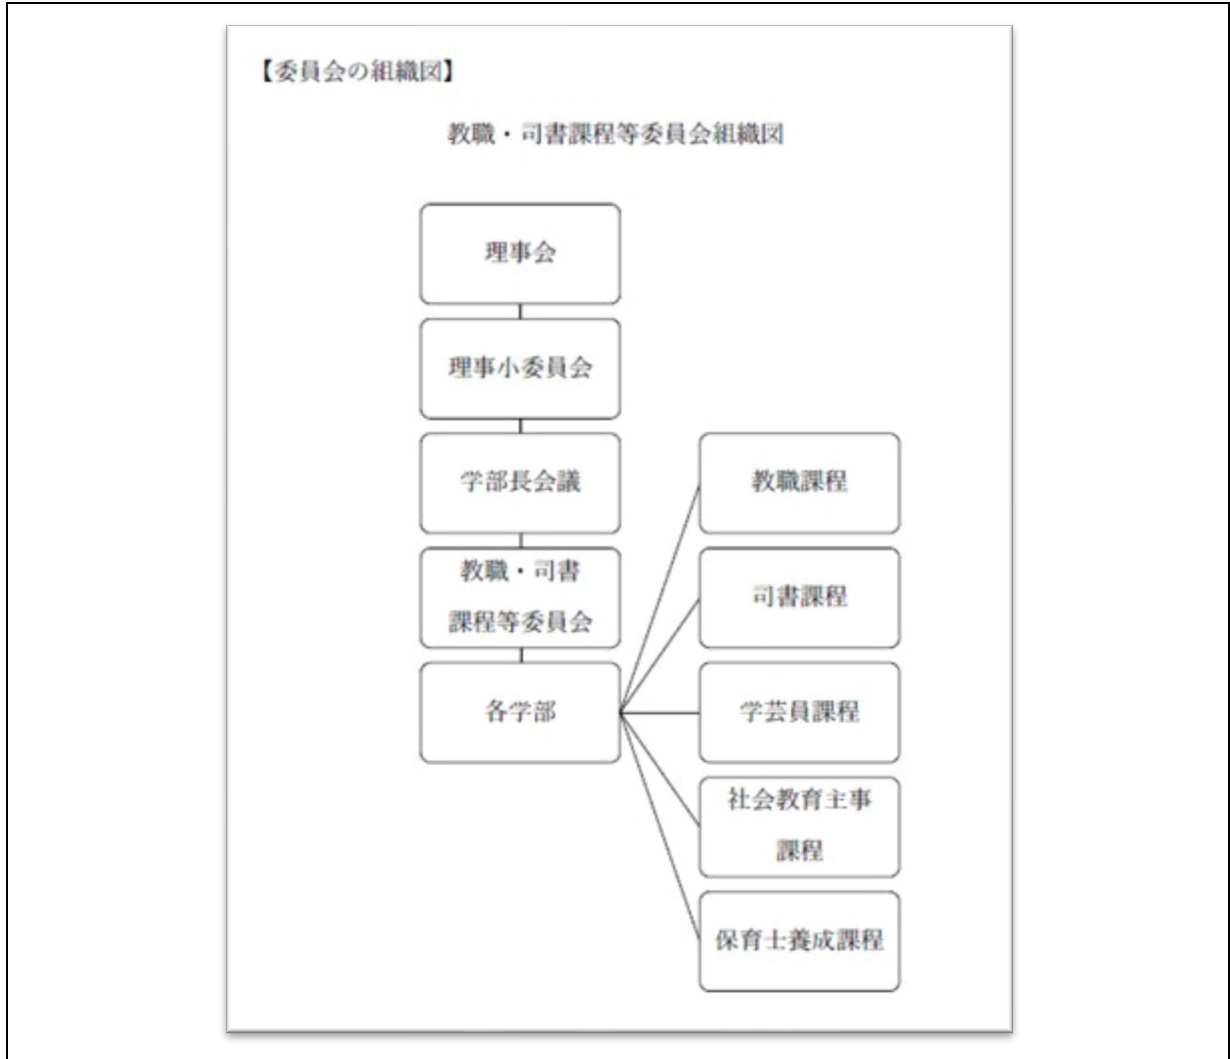 【委員会の組織図】
教職・司書課程等委員会組織図
理事会
理事小委員会
学部長会議
教職・司書
課程等委員会
各学部
教職課程
司書課程
学芸員課程
社会教育主事
課程
保育士養成課程